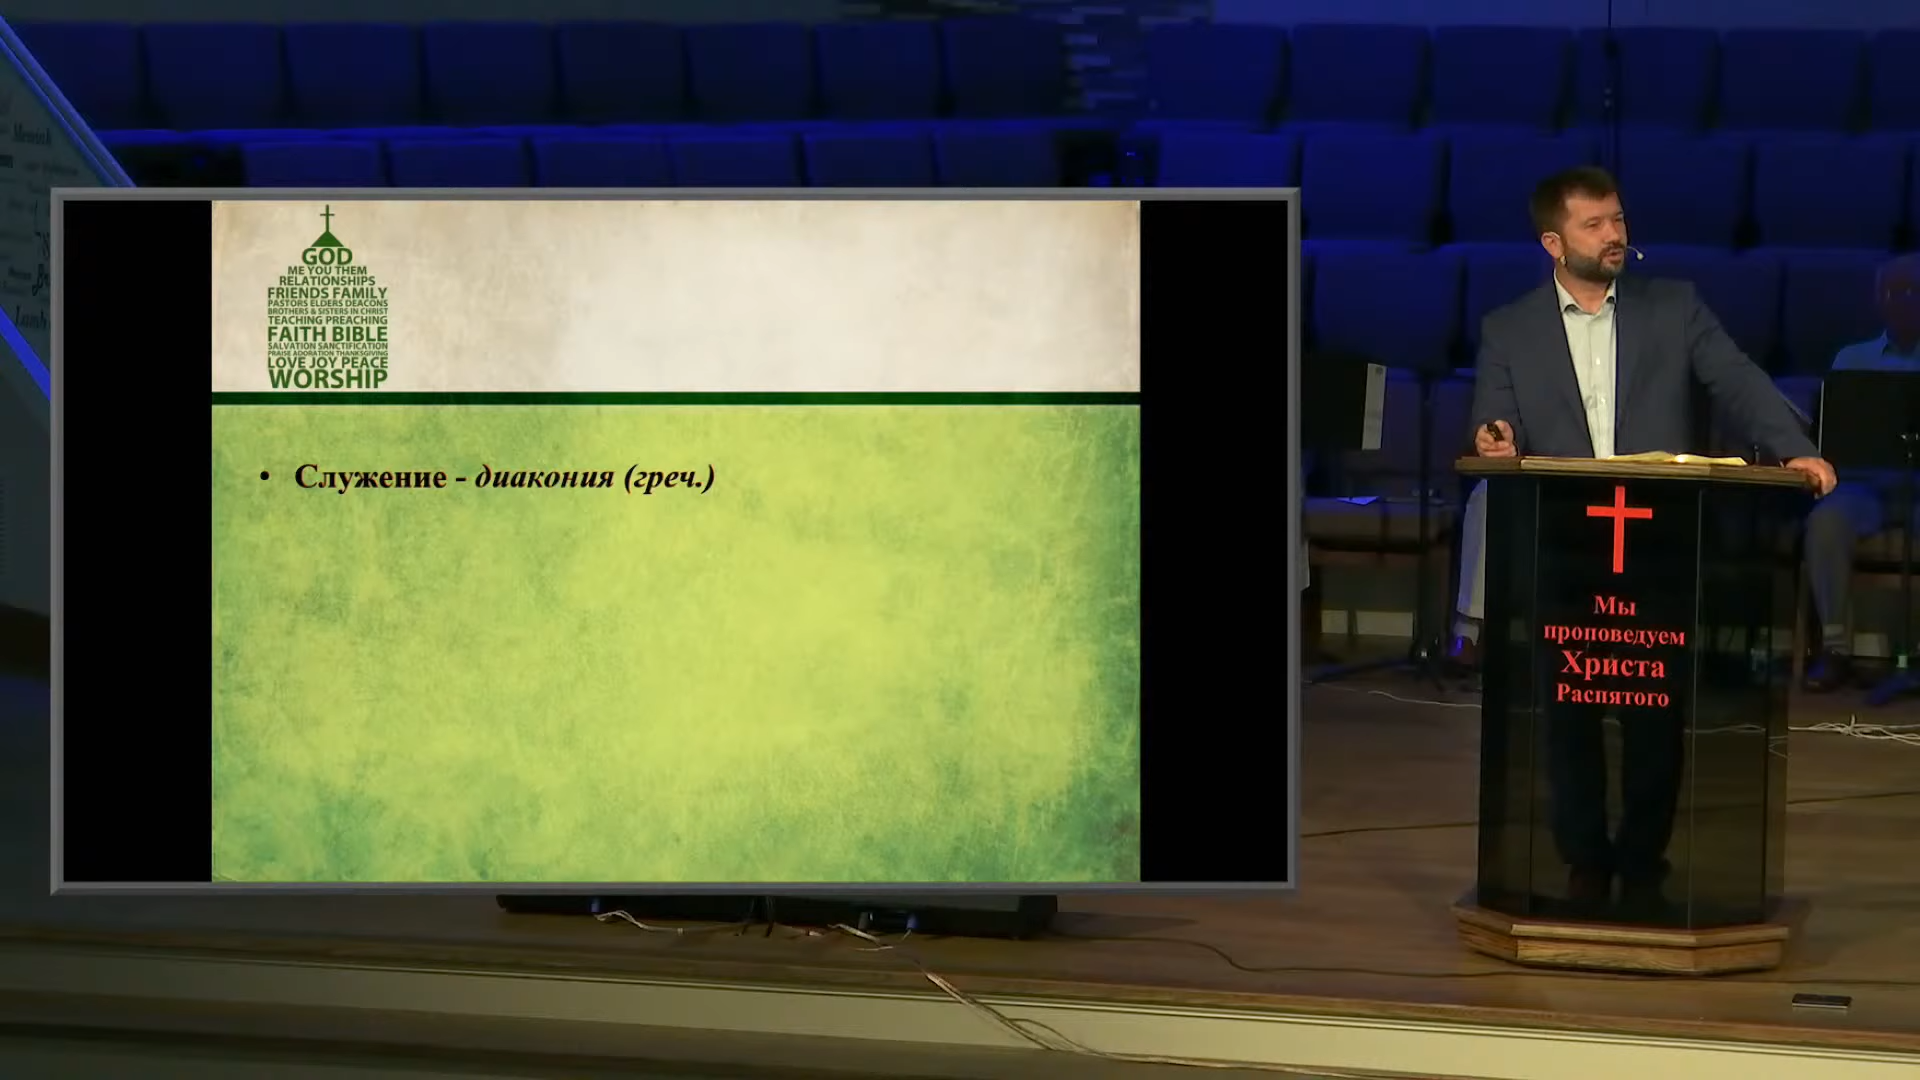 GOD
ME YOU THEM
RELATIONSHIPS
FRIENDS FAMILY
PASTORS ELDERS DEACONS
BROTHERS & SISTERS IN CHRIST
TEACHING PREACHING
FAITH BIBLE
SALVATION SANCTIFICATION
PRAISE ADORATION THANKSGIVING
LOVE JOY PEACE
WORSHIP
• Служение - диакония (греч.)
Мы
проповедуем
Христа
Распятого